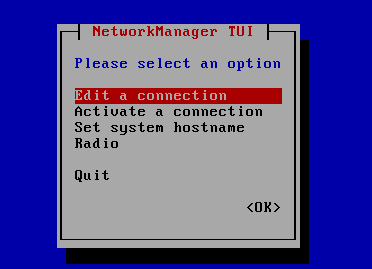 NetworkManager TUI
Please select an option
Edit a connection
Activate a connection
Set system hostname
Radio
Quit
<OK>